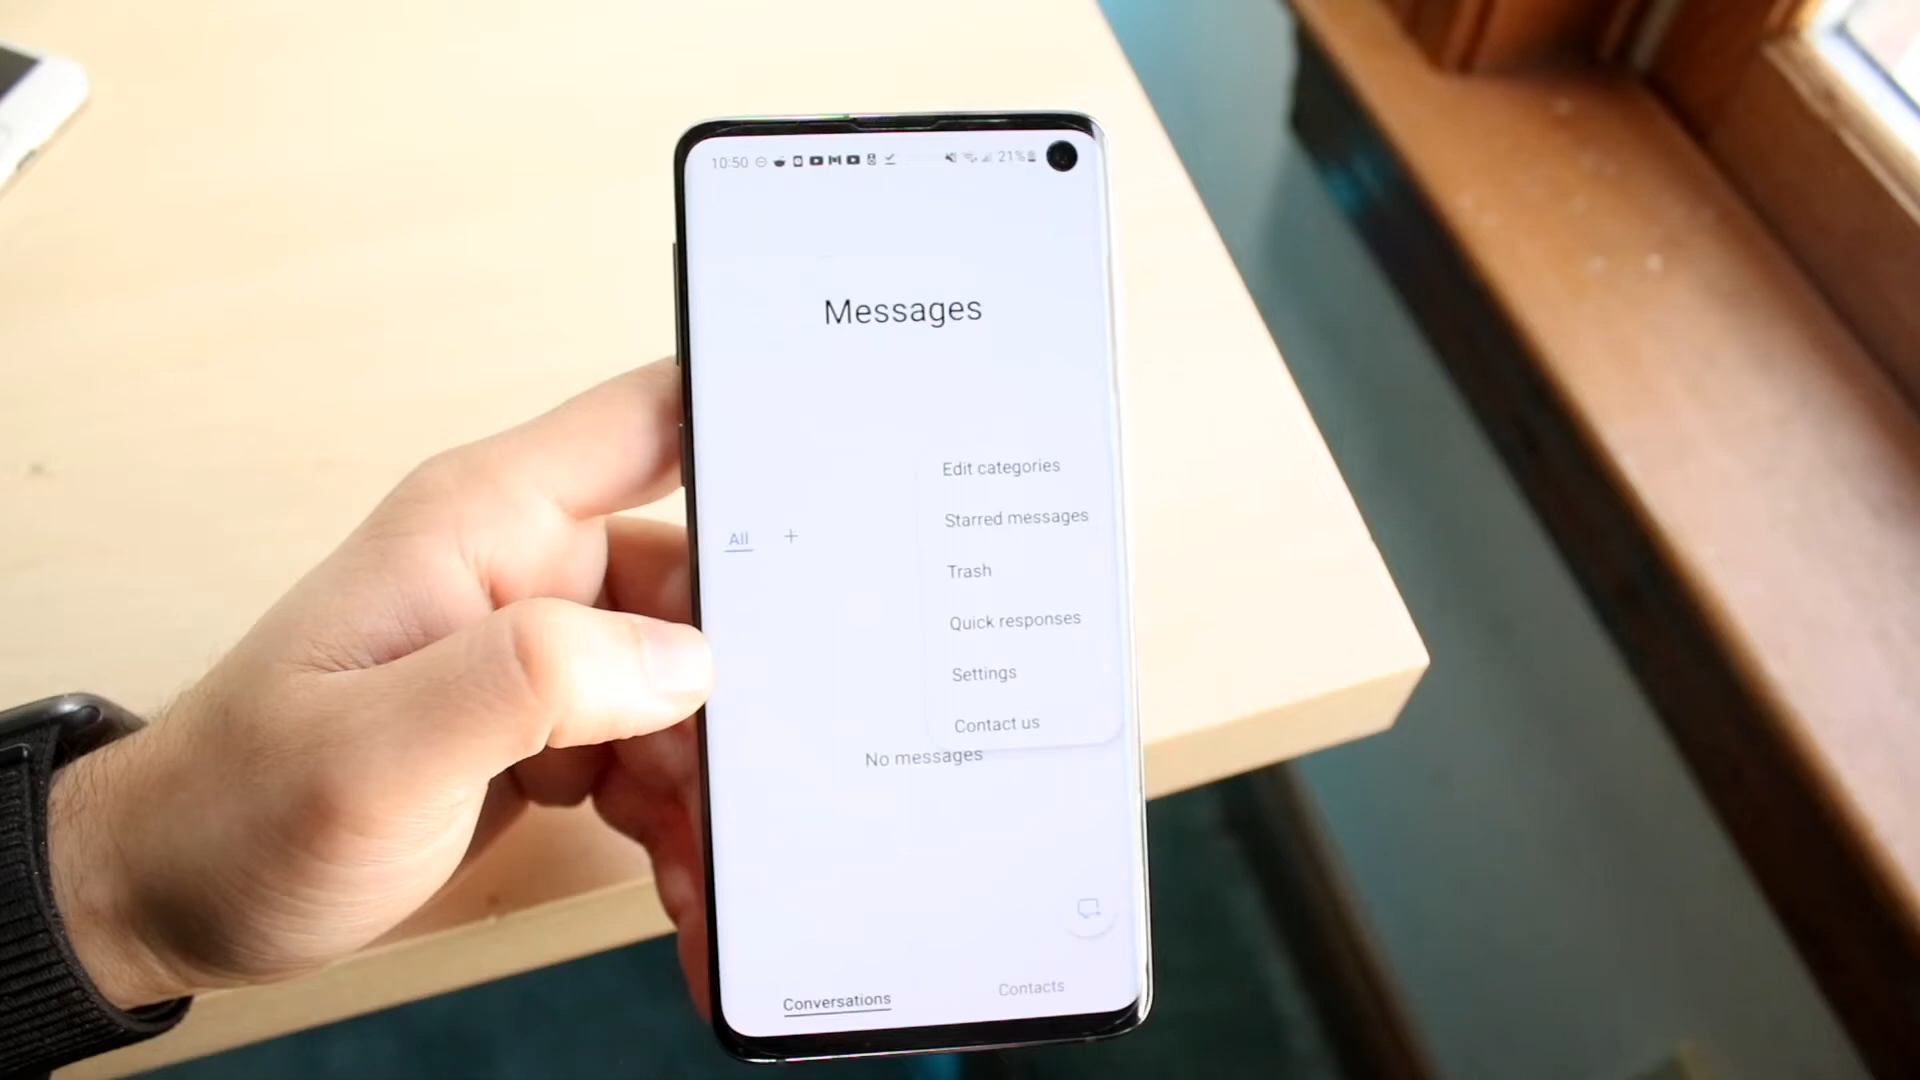 10:50 21%
Messages
Edit categories
Starred messages
All +
Trash
Quick responses
Settings
Contact us
No messages
Conversations Contacts